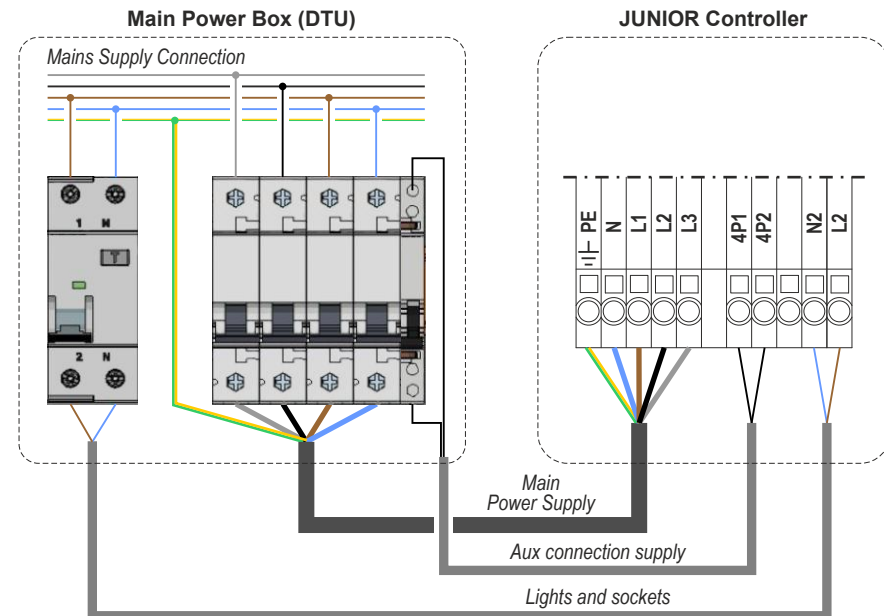 Main Power Box (DTU)
JUNIOR Controller
Mains Supply Connection
1 N
T
2 N
PE
N
L1
L2
L3
4P1
4P2
N2
L2
Main
Power Supply
Aux connection supply
Lights and sockets